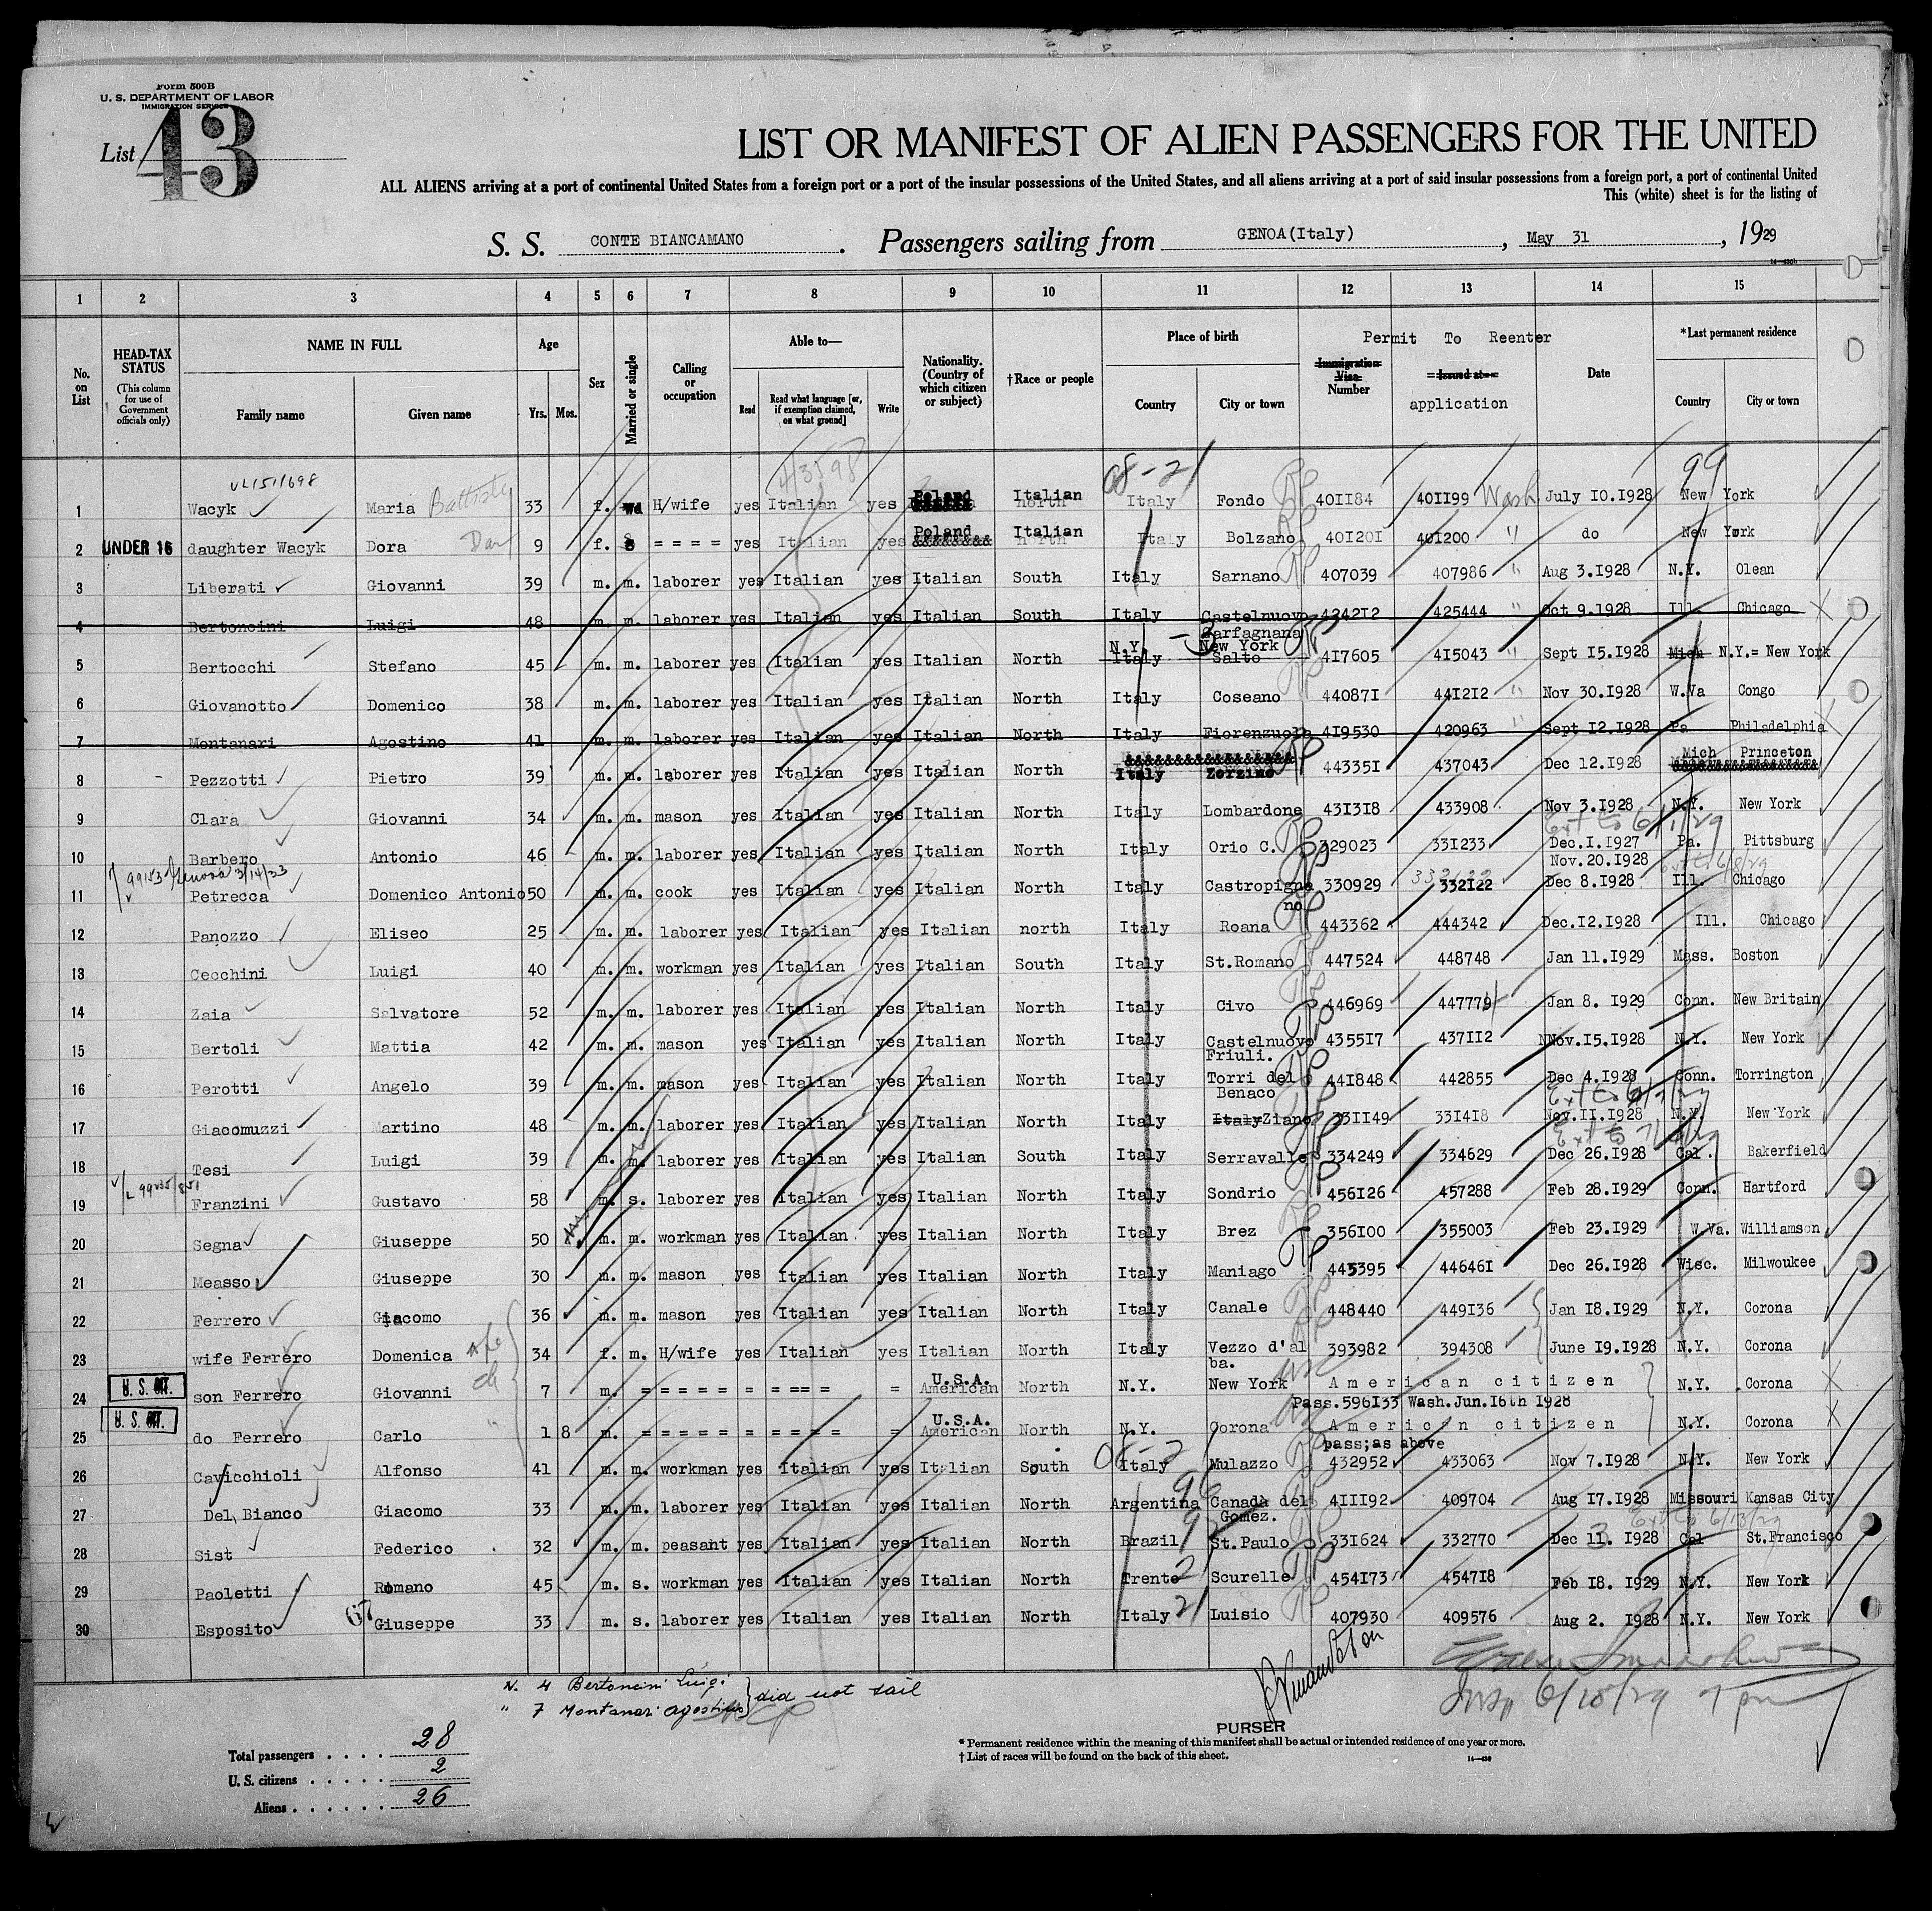 Form 500B
U. S. DEPARTMENT OF LABOR
IMMIGRATION SERVICE
List 43
LIST OR MANIFEST OF ALIEN PASSENGERS FOR THE UNITED
ALL ALIENS arriving at a port of continental United States from a foreign port or a port of the insular possessions of the United States, and all aliens arriving at a port of said insular possessions from a foreign port, a port of continental United
This (white) sheet is for the listing of
S. S. CONTE BIANCAMANO. Passengers sailing from GENOA(Italy), May 31, 1929
1 2 3 4 5 6 7 8 9 10 11 12 13 14 15
No. on List
HEAD-TAX STATUS (This column for use of Government officials only)
NAME IN FULL Family name Given name
Age Yrs. Mos.
Sex
Married or single
Calling or occupation
Able to— Read Read what language [or, if exemption claimed, on what ground] Write
Nationality. (Country of which citizen or subject)
†Race or people
Place of birth Country City or town
Permit To Reenter
Immigration Visa Number
Issued at— application
Date
*Last permanent residence Country City or town
1 Wacyk Maria Battisti 33 f. wd H/wife yes Italian yes Poland Italian north Italy Fondo 401184 401199 Wash July 10.1928 New York
2 UNDER 16 daughter Wacyk Dora 9 f. s = = = = yes Italian yes Poland Italian north Italy Bolzano 401201 401200 " do New York
3 Liberati Giovanni 39 m. m. laborer yes Italian yes Italian South Italy Sarnano 407039 407986 " Aug 3.1928 N.Y. Olean
4 Bertoncini Luigi 48 m. m. laborer yes Italian yes Italian South Italy Castelnuovo Garfagnana 424212 425444 " Oct 9.1928 Ill. Chicago
5 Bertocchi Stefano 45 m. m. laborer yes Italian yes Italian North N.Y. Italy New York Salto 417605 415043 " Sept 15.1928 Mich N.Y.= New York
6 Giovanotto Domenico 38 m. m. laborer yes Italian yes Italian North Italy Coseano 440871 441212 " Nov 30.1928 W.Va Congo
7 Montanari Agostino 41 m. m. laborer yes Italian yes Italian North Italy Fiorenzuola 419530 420963 " Sept 12.1928 Pa Philadelphia
8 Pezzotti Pietro 39 m. m. laborer yes Italian yes Italian North Italy Zorzino 443351 437043 Dec 12.1928 Mich Princeton
9 Clara Giovanni 34 m. m. mason yes Italian yes Italian North Italy Lombardone 431318 433908 Nov 3.1928 N.Y. New York
10 Barbero Antonio 46 m. m. laborer yes Italian yes Italian North Italy Orio C. 329023 331233 Ext to 6/1/29 Dec.1.1927 Nov.20.1928 Pa. Pittsburg
11 Petrecca Domenico Antonio 50 m. m. cook yes Italian yes Italian North Italy Castropigna no 330929 332122 Dec 8.1928 Ill. Chicago
12 Panozzo Eliseo 25 m. m. laborer yes Italian yes Italian north Italy Roana 443362 444342 Dec.12.1928 Ill. Chicago
13 Cecchini Luigi 40 m. m. workman yes Italian yes Italian South Italy St.Romano 447524 448748 Jan 11.1929 Mass. Boston
14 Zaia Salvatore 52 m. m. laborer yes Italian yes Italian North Italy Civo 446969 447779 Jan 8. 1929 Conn. New Britain
15 Bertoli Mattia 42 m. m. mason yes Italian yes Italian North Italy Castelnuovo Friuli. 435517 437112 Nov.15.1928 N.Y. New York
16 Perotti Angelo 39 m. m. mason yes Italian yes Italian North Italy Torri del Benaco 441848 442855 Dec 4.1928 Conn. Torrington
17 Giacomuzzi Martino 48 m. m. laborer yes Italian yes Italian North Italy Italy Ziano 331149 331418 Nov.11.1928 N.Y. New York
18 Tesi Luigi 39 m. m. laborer yes Italian yes Italian South Italy Serravalle 334249 334629 Dec 26.1928 Cal. Bakerfield
19 Franzini Gustavo 58 m. s. laborer yes Italian yes Italian North Italy Sondrio 456126 457288 Feb 28.1929 Conn. Hartford
20 Segna Giuseppe 50 m. m. workman yes Italian yes Italian North Italy Brez 356100 355003 Feb 23.1929 W.Va. Williamson
21 Measso Giuseppe 30 m. m. mason yes Italian yes Italian North Italy Maniago 445395 446461 Dec 26.1928 Wisc. Milwoukee
22 Ferrero Giacomo 36 m. m. mason yes Italian yes Italian North Italy Canale 448440 449136 Jan 18.1929 N.Y. Corona
23 wife Ferrero Domenica 34 f. m. H/wife yes Italian yes Italian North Italy Vezzo d'al ba. 393982 394308 June 19.1928 N.Y. Corona
24 U.S. CIT. son Ferrero Giovanni 7 m. = = = = = = = == = = U.S.A. American North N.Y. New York American citizen N.Y. Corona
Pass.596133 Wash.Jun.16th 1928
25 U.S. CIT. do Ferrero Carlo 1 8 m. = = = = = = = = = = = U.S.A. American North N.Y. Corona American citizen N.Y. Corona
pass;as above
26 Cavicchioli Alfonso 41 m. m. workman yes Italian yes Italian South Italy Mulazzo 432952 433063 Nov 7.1928 N.Y. New York
27 Del Bianco Giacomo 33 m. m. laborer yes Italian yes Italian North Argentina Canadà del Gomez. 411192 409704 Aug 17.1928 Missouri Kansas City
28 Sist Federico 32 m. m. peasant yes Italian yes Italian North Brazil St.Paulo 331624 332770 Ext to 6/13/29 Dec 11. 1928 Cal St.Francisco
29 Paoletti Romano 45 m. s. workman yes Italian yes Italian North Trento Scurelle 454173 454718 Feb 18. 1929 N.Y. New York
30 Esposito Giuseppe 33 m. s. laborer yes Italian yes Italian North Italy Luisio 407930 409576 Aug 2. 1928 N.Y. New York
N. 4 Bertoncini Luigi
" 7 Montanari Agostino } did not sail
6/10/29
PURSER
Total passengers . . . . 28
U. S. citizens . . . . . 2
Aliens . . . . . . 26
* Permanent residence within the meaning of this manifest shall be actual or intended residence of one year or more.
† List of races will be found on the back of this sheet.
14—430